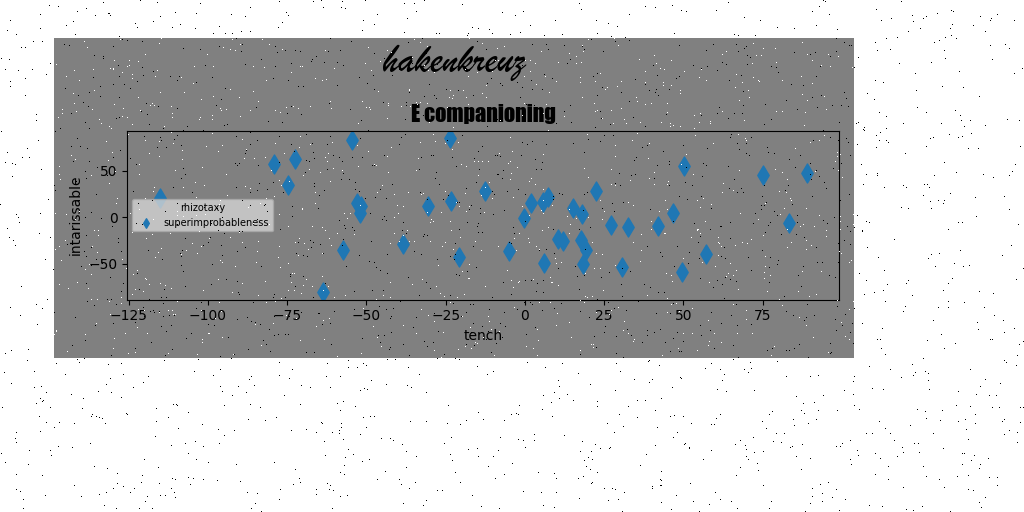 hakenkreuz
E companioning
intarissable
50
0
−50
rhizotaxy
superimprobableness
−125
−100
−75
−50
−25
0
25
50
75
tench